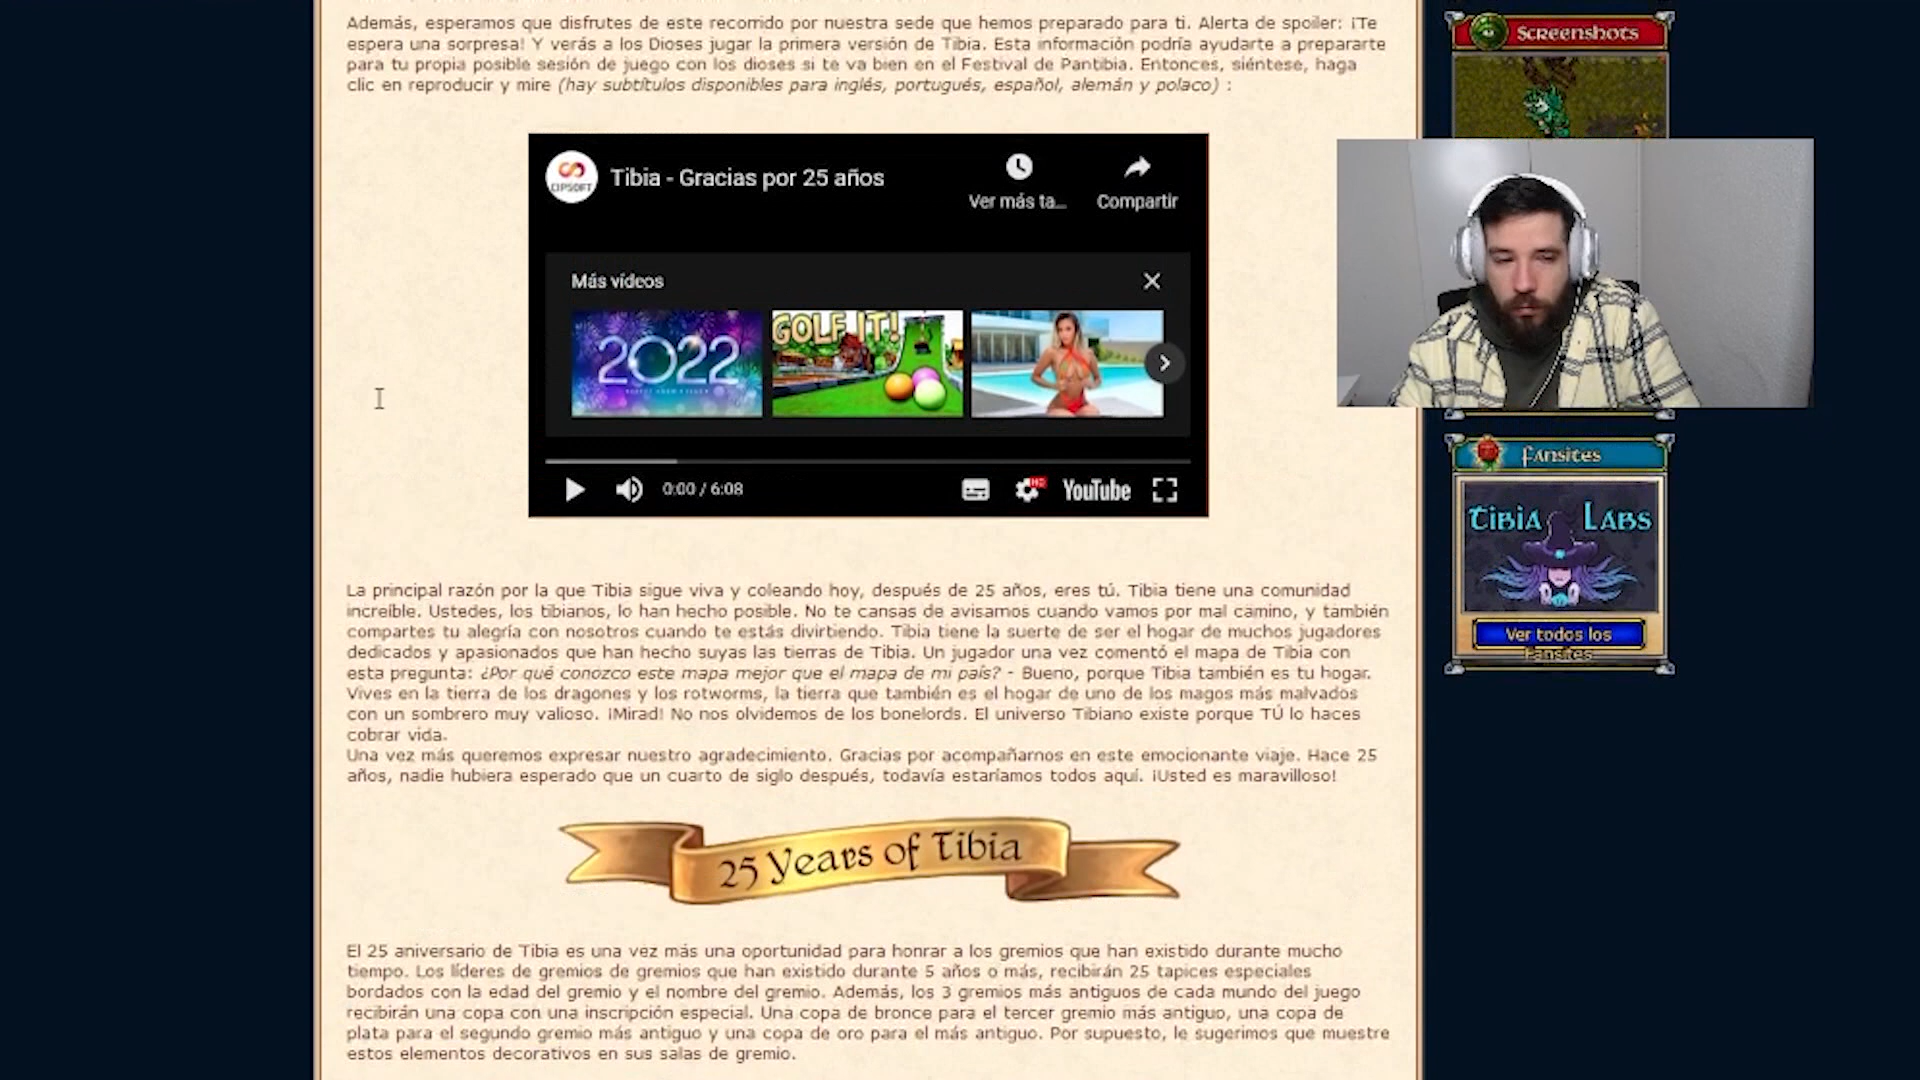 Además, esperamos que disfrutes de este recorrido por nuestra sede que hemos preparado para ti. Alerta de spoiler: ¡Te
espera una sorpresa! Y verás a los Dioses jugar la primera versión de Tibia. Esta información podría ayudarte a prepararte
para tu propia posible sesión de juego con los dioses si te va bien en el Festival de Pantibia. Entonces, siéntese, haga
clic en reproducir y mire (hay subtítulos disponibles para inglés, portugués, español, alemán y polaco) :
CIPSOFT
Tibia - Gracias por 25 años
Ver más ta...
Compartir
Más vídeos
2022
GOLF IT!
0:00 / 6:08
HD
YouTube
La principal razón por la que Tibia sigue viva y coleando hoy, después de 25 años, eres tú. Tibia tiene una comunidad
increíble. Ustedes, los tibianos, lo han hecho posible. No te cansas de avisarnos cuando vamos por mal camino, y también
compartes tu alegría con nosotros cuando te estás divirtiendo. Tibia tiene la suerte de ser el hogar de muchos jugadores
dedicados y apasionados que han hecho suyas las tierras de Tibia. Un jugador una vez comentó el mapa de Tibia con
esta pregunta: ¿Por qué conozco este mapa mejor que el mapa de mi país? - Bueno, porque Tibia también es tu hogar.
Vives en la tierra de los dragones y los rotworms, la tierra que también es el hogar de uno de los magos más malvados
con un sombrero muy valioso. ¡Mirad! No nos olvidemos de los bonelords. El universo Tibiano existe porque TÚ lo haces
cobrar vida.
Una vez más queremos expresar nuestro agradecimiento. Gracias por acompañarnos en este emocionante viaje. Hace 25
años, nadie hubiera esperado que un cuarto de siglo después, todavía estaríamos todos aquí. ¡Usted es maravilloso!
25 Years of Tibia
El 25 aniversario de Tibia es una vez más una oportunidad para honrar a los gremios que han existido durante mucho
tiempo. Los líderes de gremios de gremios que han existido durante 5 años o más, recibirán 25 tapices especiales
bordados con la edad del gremio y el nombre del gremio. Además, los 3 gremios más antiguos de cada mundo del juego
recibirán una copa con una inscripción especial. Una copa de bronce para el tercer gremio más antiguo, una copa de
plata para el segundo gremio más antiguo y una copa de oro para el más antiguo. Por supuesto, le sugerimos que muestre
estos elementos decorativos en sus salas de gremio.
Screenshots
Fansites
Tibia Labs
Ver todos los
Fansites